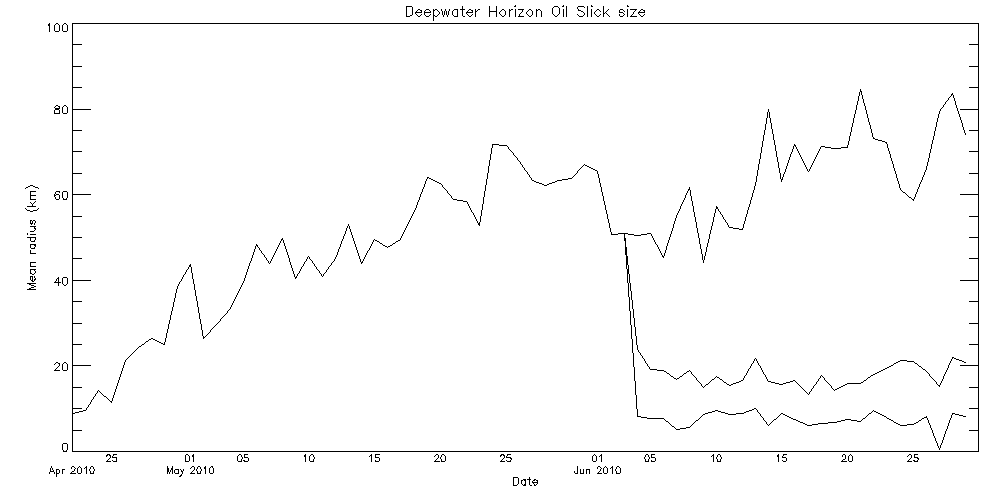 Deepwater Horizon Oil Slick size
100
80
60
40
20
0
Mean radius (km)
25 01 05 10 15 20 25 01 05 10 15 20 25
Apr 2010 May 2010 Jun 2010
Date